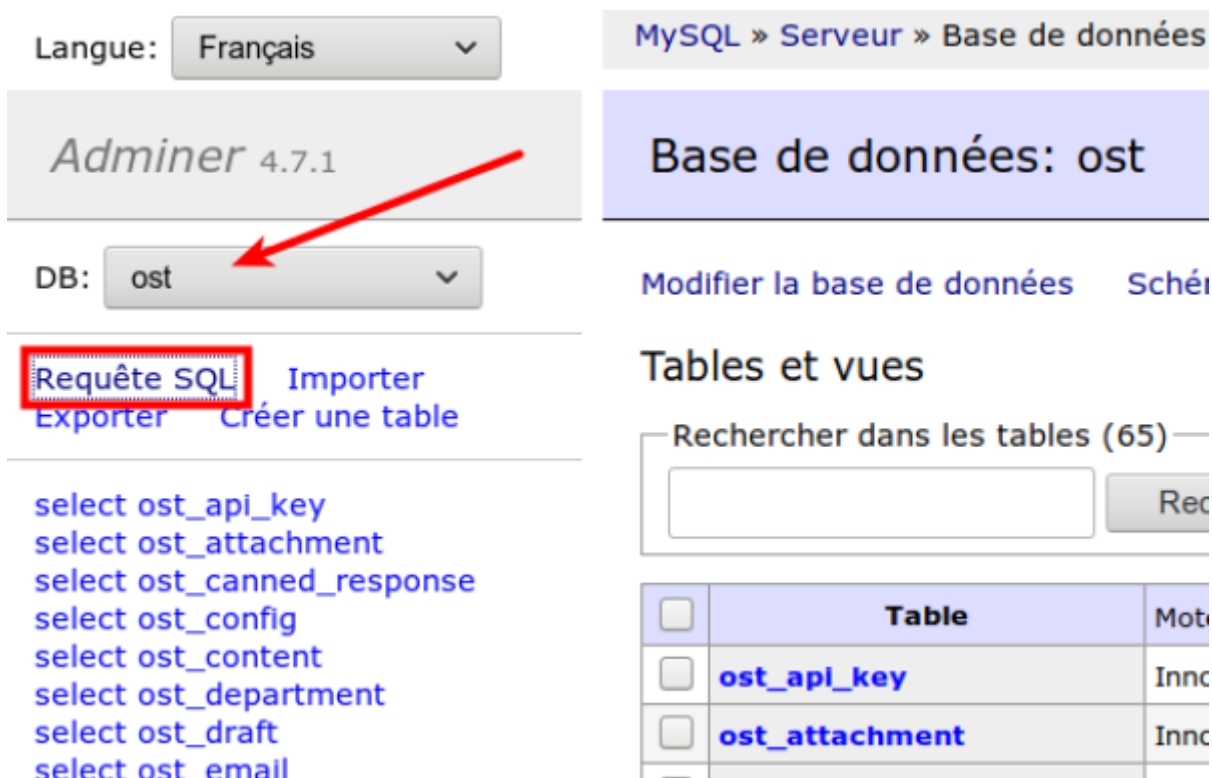 Langue: Français
Adminer 4.7.1
DB: ost
Requête SQL Importer
Exporter Créer une table
select ost_api_key
select ost_attachment
select ost_canned_response
select ost_config
select ost_content
select ost_department
select ost_draft
select ost_email
MySQL » Serveur » Base de données
Base de données: ost
Modifier la base de données
Tables et vues
Rechercher dans les tables (65)
Table
ost_api_key
ost_attachment